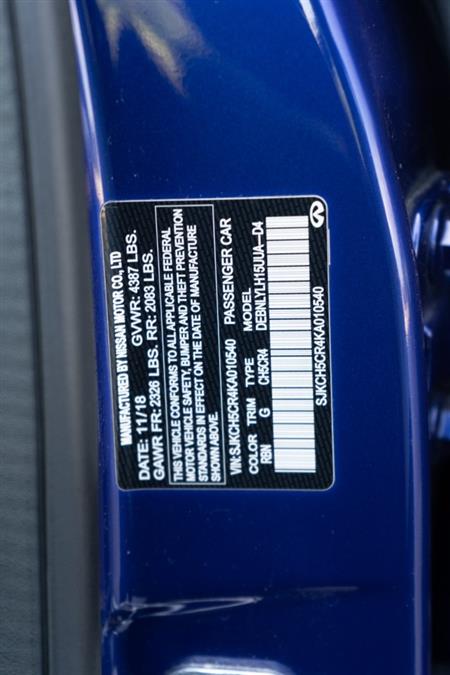 MANUFACTURED BY NISSAN MOTOR CO., LTD
DATE: 11/18 GVWR: 4387 LBS.
GAWR FR: 2326 LBS. RR: 2083 LBS.
THIS VEHICLE CONFORMS TO ALL APPLICABLE FEDERAL
MOTOR VEHICLE SAFETY, BUMPER AND THEFT PREVENTION
STANDARDS IN EFFECT ON THE DATE OF MANUFACTURE
SHOWN ABOVE.
VIN: SJKCH5CR4KA010540 PASSENGER CAR
COLOR TRIM TYPE MODEL
RBN G CH5CR4 DEBNLYLH15UUA—D4
SJKCH5CR4KA010540